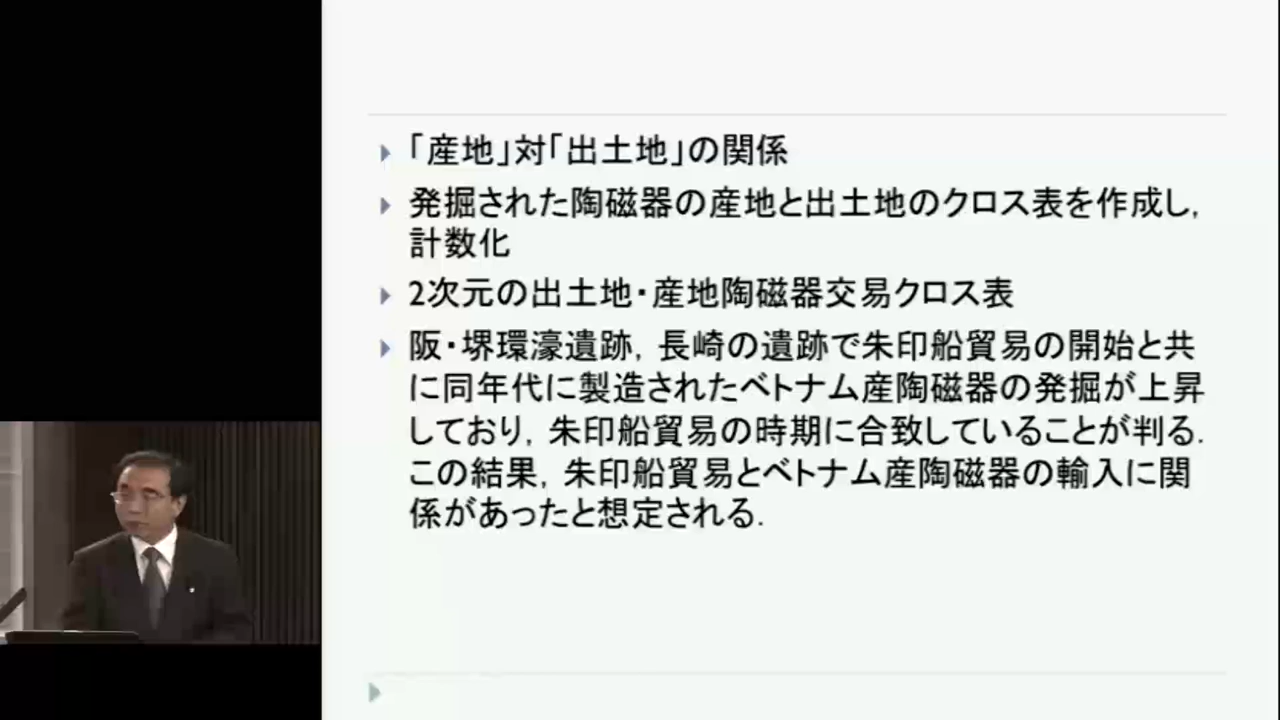 「産地」対「出土地」の関係
発掘された陶磁器の産地と出土地のクロス表を作成し,
計数化
2次元の出土地・産地陶磁器交易クロス表
阪・堺環濠遺跡, 長崎の遺跡で朱印船貿易の開始と共
に同年代に製造されたベトナム産陶磁器の発掘が上昇
しており, 朱印船貿易の時期に合致していることが判る.
この結果, 朱印船貿易とベトナム産陶磁器の輸入に関
係があったと想定される.